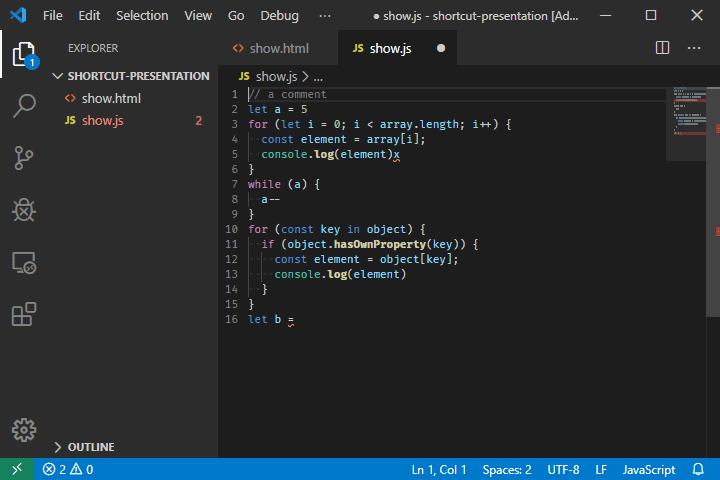 File Edit Selection View Go Debug ··· ● show.js - shortcut-presentation [Ad...
EXPLORER
SHORTCUT-PRESENTATION
<> show.html
JS show.js 2
1
OUTLINE
<> show.html
JS show.js ●
JS show.js > ...
1 // a comment
2 let a = 5
3 for (let i = 0; i < array.length; i++) {
4 const element = array[i];
5 console.log(element)x
6 }
7 while (a) {
8 a--
9 }
10 for (const key in object) {
11 if (object.hasOwnProperty(key)) {
12 const element = object[key];
13 console.log(element)
14 }
15 }
16 let b =
2 0 Ln 1, Col 1 Spaces: 2 UTF-8 LF JavaScript